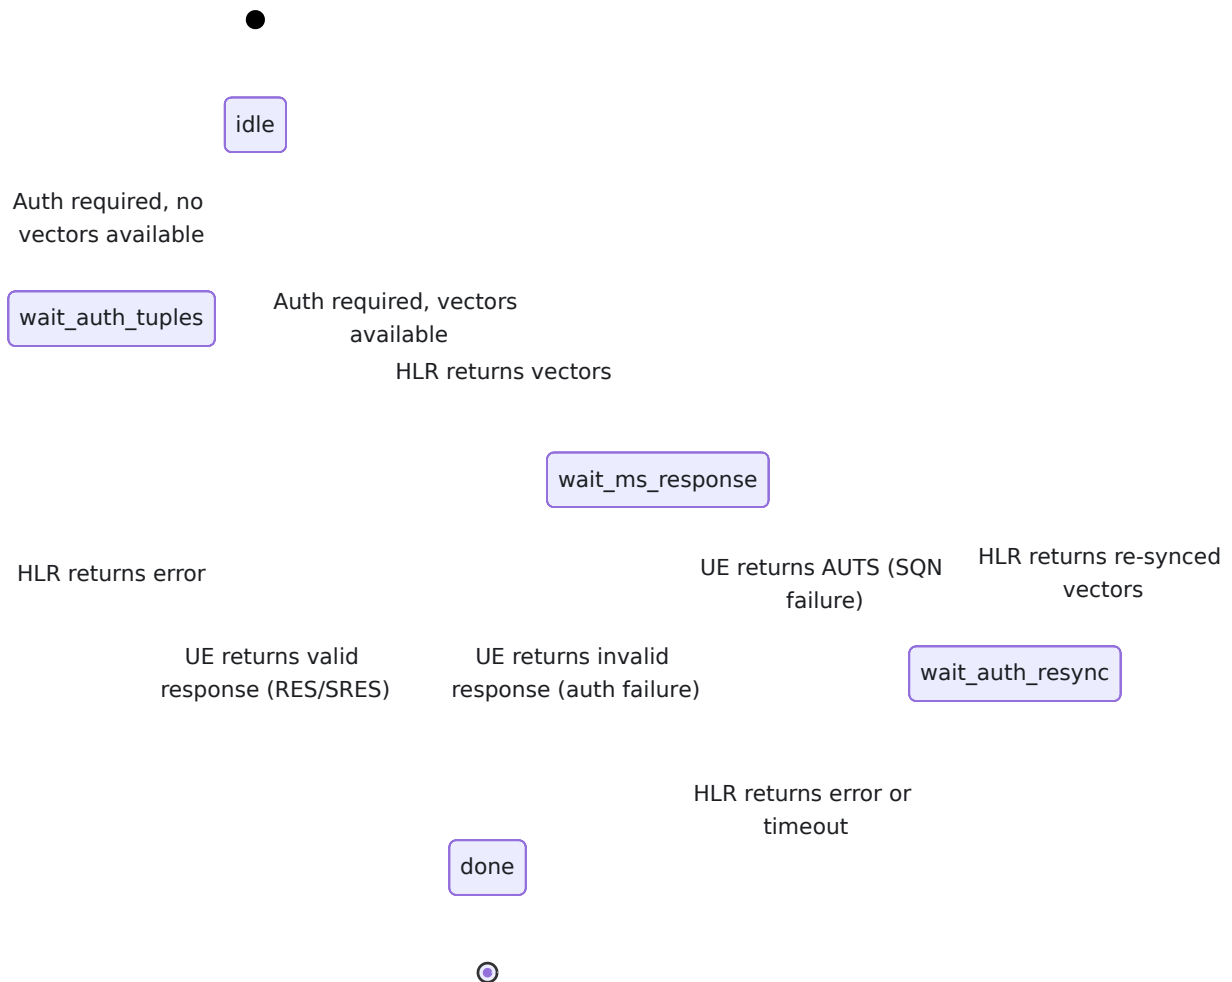 idle
Auth required, no
vectors available
wait_auth_tuples
Auth required, vectors
available
HLR returns vectors
wait_ms_response
HLR returns error
UE returns AUTS (SQN
failure)
HLR returns re-synced
vectors
UE returns valid
response (RES/SRES)
UE returns invalid
response (auth failure)
wait_auth_resync
HLR returns error or
timeout
done